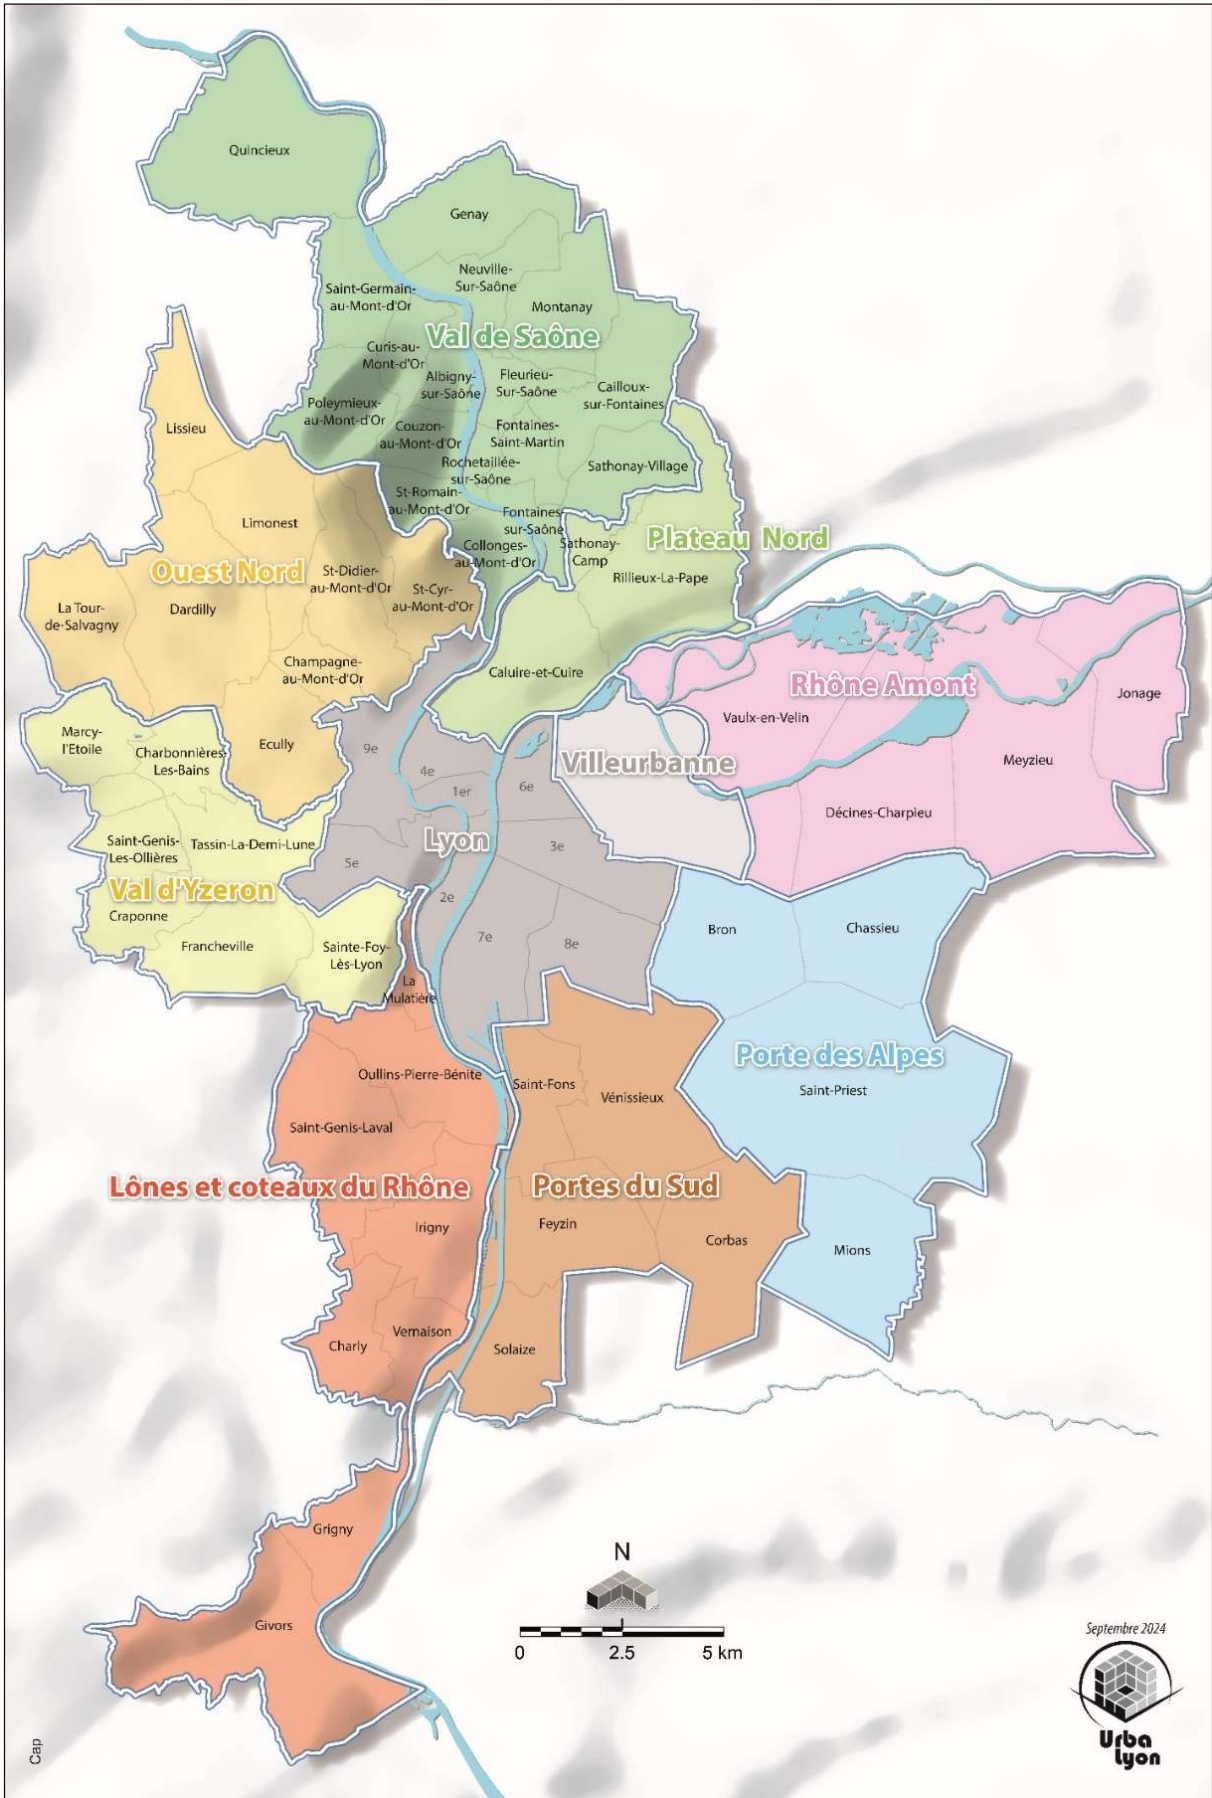 Quincieux
Genay
Neuville-
Sur-Saône
Saint-Germain-
au-Mont-d'Or
Montanay
Val de Saône
Curis-au-
Mont-d'Or
Albigny-
sur-Saône
Fleurieu-
Sur-Saône
Cailloux-
sur-Fontaines
Poleymieux-
au-Mont-d'Or
Couzon-
au-Mont-d'Or
Fontaines-
Saint-Martin
Lissieu
Rochetaillée-
sur-Saône
Sathonay-Village
St-Romain-
au-Mont-d'Or
Fontaines-
sur-Saône
Limonest
Collonges-
au-Mont-d'Or
Sathonay-
Camp
Plateau Nord
Rillieux-La-Pape
Ouest Nord
St-Didier-
au-Mont-d'Or
St-Cyr-
au-Mont-d'Or
La Tour-
de-Salvagny
Dardilly
Champagne-
au-Mont-d'Or
Caluire-et-Cuire
Rhône Amont
Jonage
Vaulx-en-Velin
Marcy-
l'Etoile
Charbonnières-
Les-Bains
Ecully
9e
4e
1er
6e
Villeurbanne
Meyzieu
Décines-Charpieu
Saint-Genis-
Les-Ollières
Tassin-La-Demi-Lune
Lyon
3e
5e
Val d'Yzeron
2e
Craponne
Francheville
Sainte-Foy-
Lès-Lyon
7e
8e
Bron
Chassieu
La
Mulatière
Porte des Alpes
Oullins-Pierre-Bénite
Saint-Fons
Vénissieux
Saint-Priest
Saint-Genis-Laval
Lônes et coteaux du Rhône
Portes du Sud
Irigny
Feyzin
Corbas
Mions
Charly
Vernaison
Solaize
Grigny
Givors
N
0 2.5 5 km
Septembre 2024
Urba
Lyon
Cap